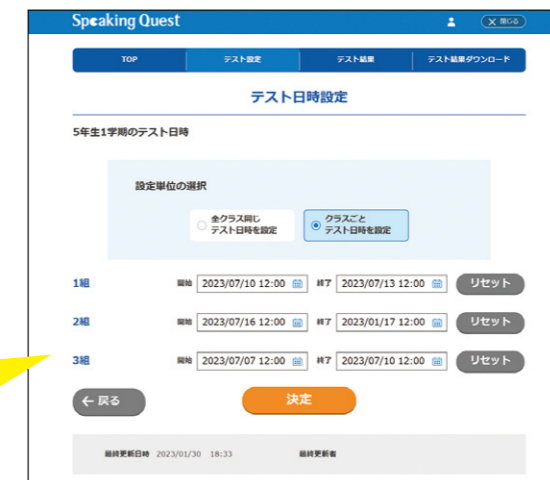 Speaking Quest
× 閉じる
TOP テスト設定 テスト結果 テスト結果ダウンロード
テスト日時設定
5年生1学期のテスト日時
設定単位の選択
全クラス同じ
テスト日時を設定
クラスごと
テスト日時を設定
1組 開始 2023/07/10 12:00 終了 2023/07/13 12:00 リセット
2組 開始 2023/07/16 12:00 終了 2023/01/17 12:00 リセット
3組 開始 2023/07/07 12:00 終了 2023/07/10 12:00 リセット
← 戻る 決定
最終更新日時 2023/01/30 18:33 最終更新者